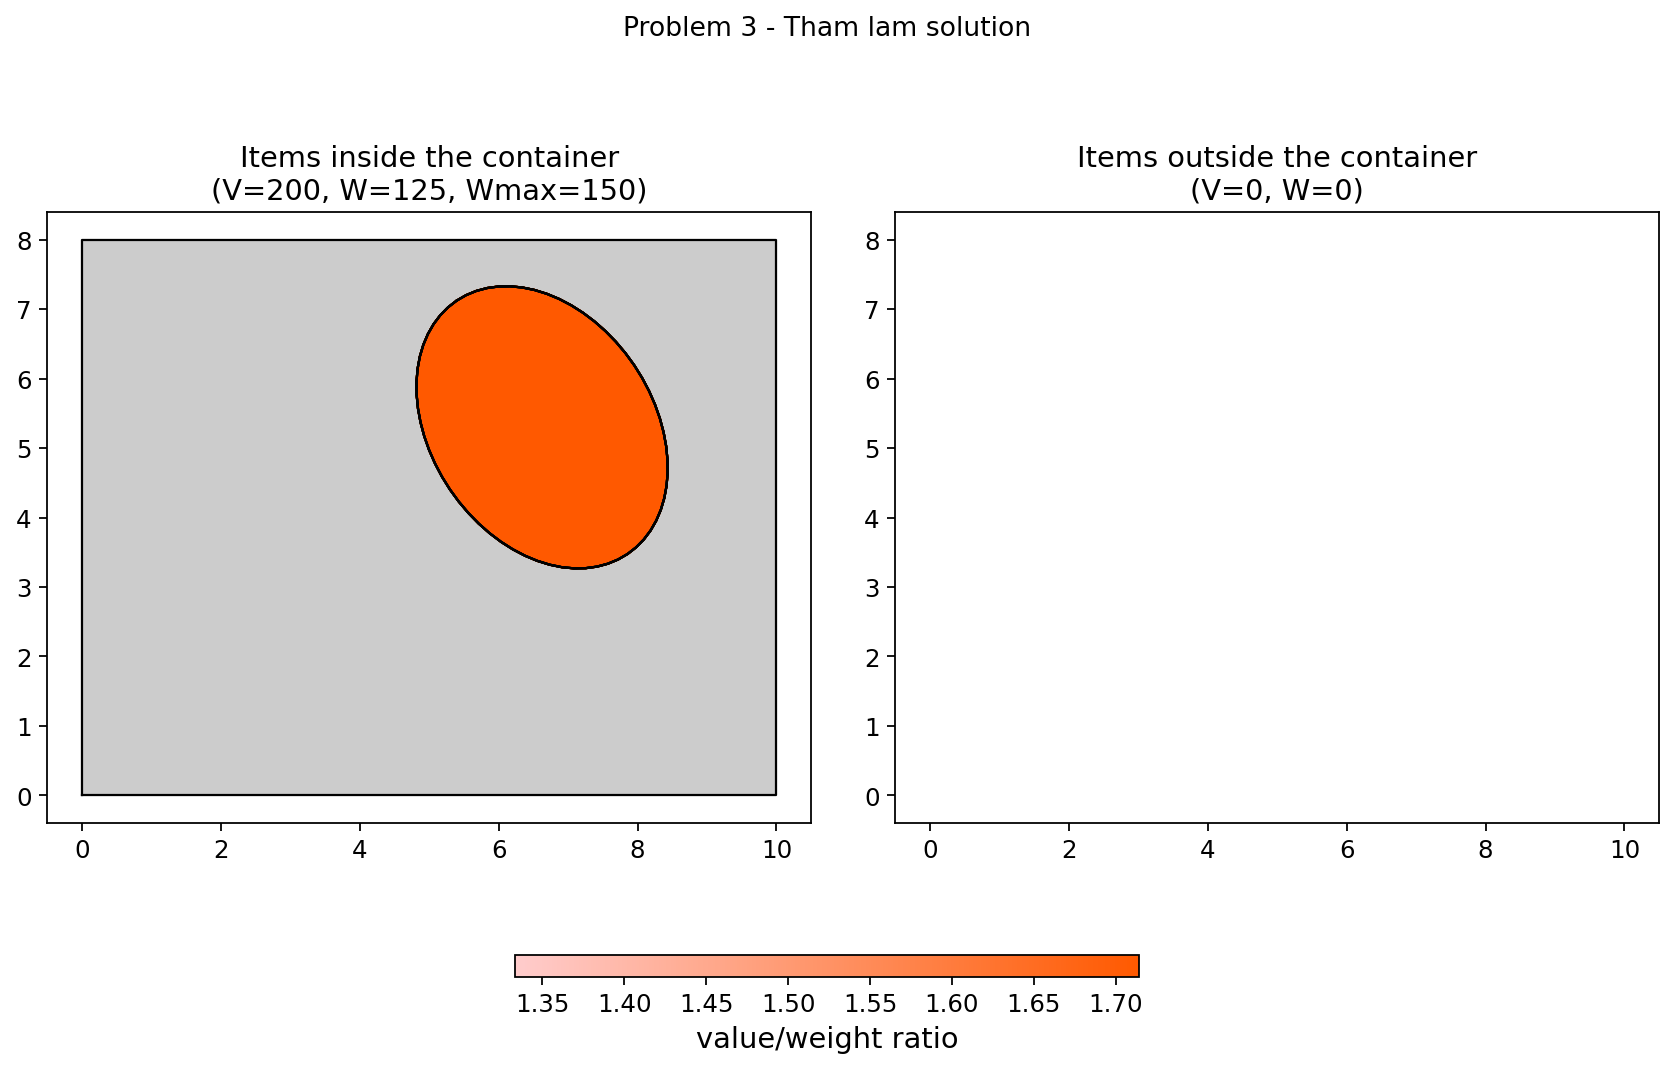 Problem 3 - Tham lam solution
Items inside the container
(V=200, W=125, Wmax=150)
8
7
6
5
4
3
2
1
0
0 2 4 6 8 10
Items outside the container
(V=0, W=0)
8
7
6
5
4
3
2
1
0
0 2 4 6 8 10
1.35 1.40 1.45 1.50 1.55 1.60 1.65 1.70
value/weight ratio